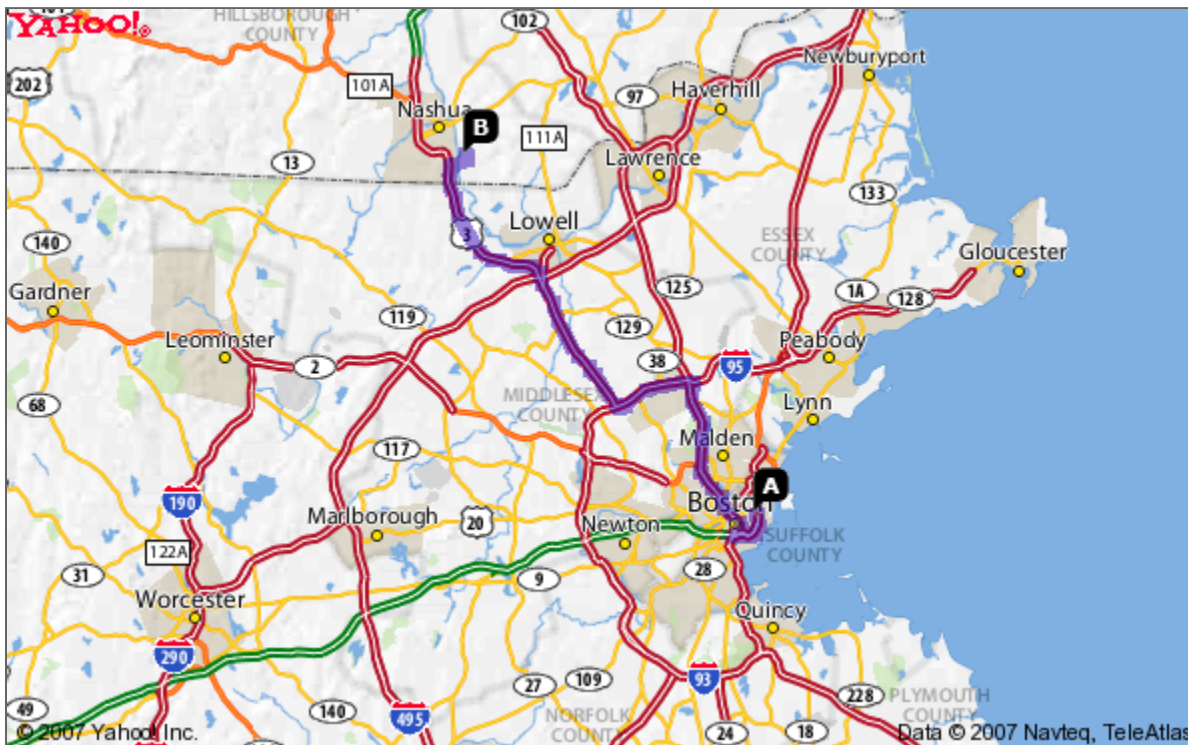 HILLSBOROUGH
COUNTY
102
YAHOO!®
Newburyport
202
101A
97
Haverhill
Nashua
B
111A
13
Lawrence
133
Lowell
3
140
ESSEX
COUNTY
Gloucester
Gardner
125
1A
128
119
129
Leominster
Peabody
2
38
95
MIDDLESEX
COUNTY
68
Lynn
Malden
117
A
190
Boston
Marlborough
20
Newton
SUFFOLK
COUNTY
122A
31
9
28
Worcester
Quincy
290
93
27
109
228
PLYMOUTH
COUNTY
49
140
495
NORFOLK
COUNTY
24
18
© 2007 Yahoo! Inc.
Data © 2007 Navteq, TeleAtlas